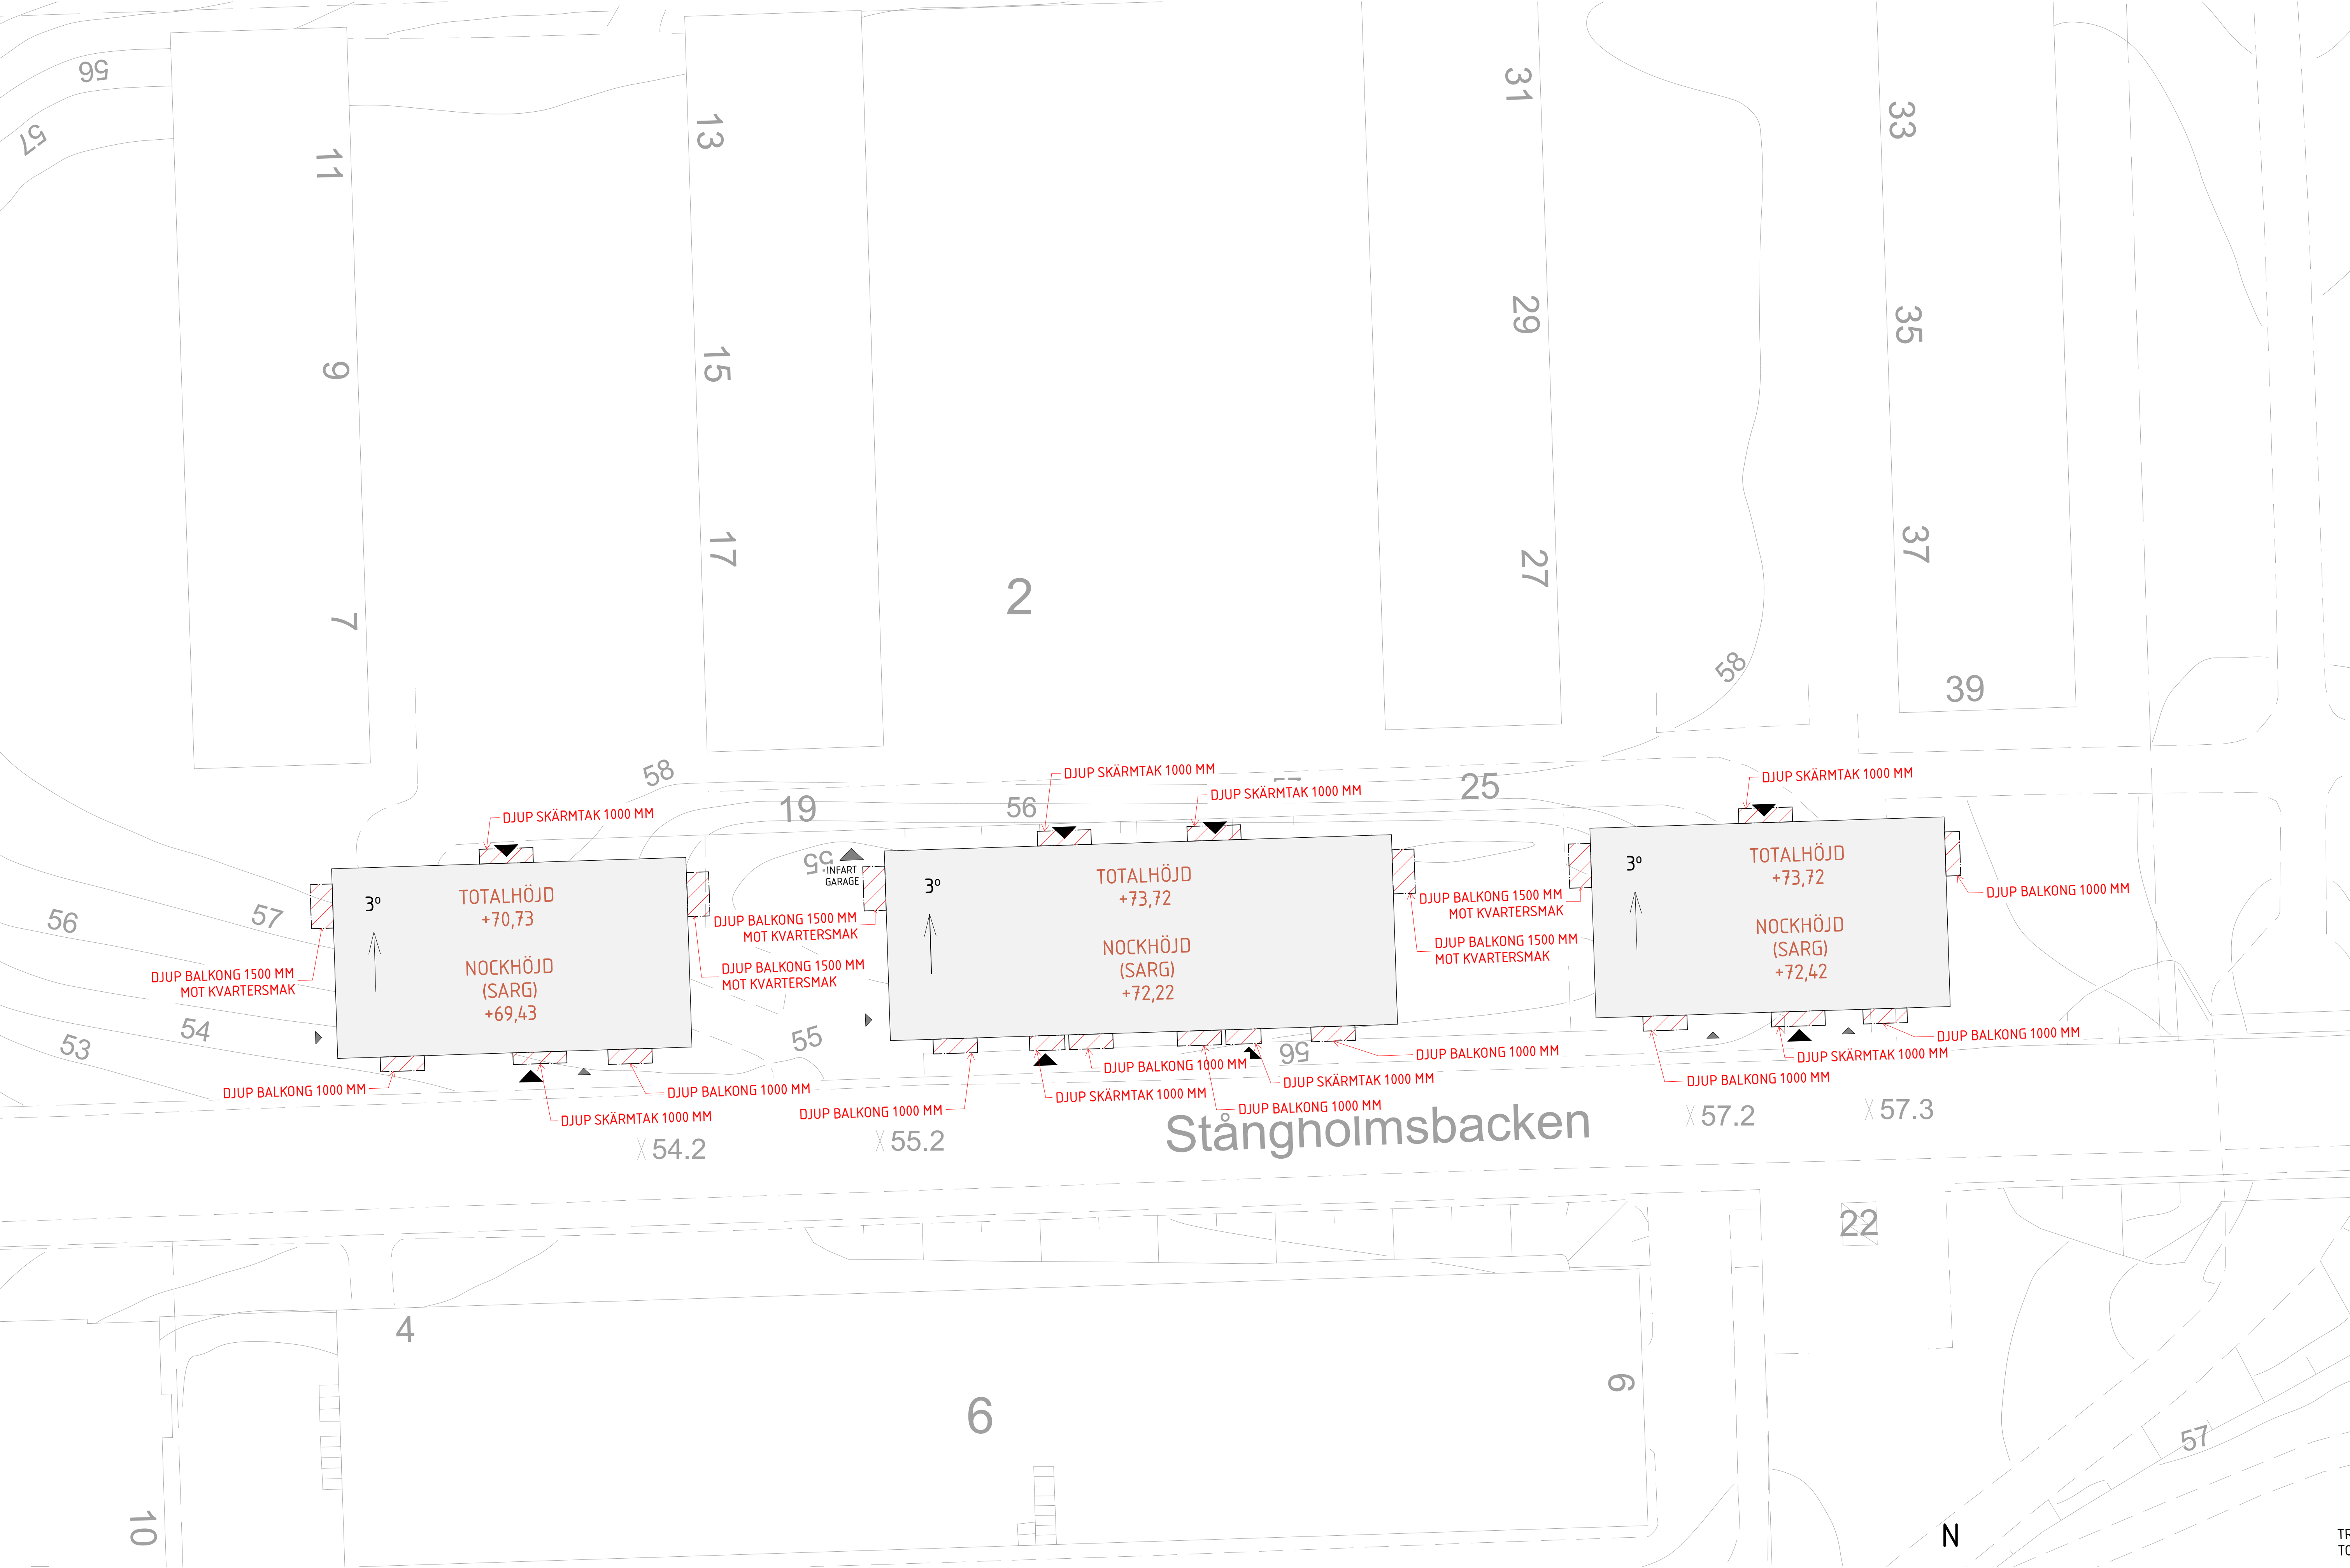 56
57
11
9
7
13
15
17
2
31
29
27
33
35
37
39
58
58
19
56
25
55
INFART
GARAGE
DJUP SKÄRMTAK 1000 MM
DJUP SKÄRMTAK 1000 MM
DJUP SKÄRMTAK 1000 MM
DJUP SKÄRMTAK 1000 MM
3º
TOTALHÖJD
+70,73
NOCKHÖJD
(SARG)
+69,43
3º
TOTALHÖJD
+73,72
NOCKHÖJD
(SARG)
+72,22
3º
TOTALHÖJD
+73,72
NOCKHÖJD
(SARG)
+72,42
56
57
54
53
55
56
DJUP BALKONG 1500 MM
MOT KVARTERSMAK
DJUP BALKONG 1500 MM
MOT KVARTERSMAK
DJUP BALKONG 1500 MM
MOT KVARTERSMAK
DJUP BALKONG 1500 MM
MOT KVARTERSMAK
DJUP BALKONG 1500 MM
MOT KVARTERSMAK
DJUP BALKONG 1000 MM
DJUP BALKONG 1000 MM
DJUP SKÄRMTAK 1000 MM
DJUP BALKONG 1000 MM
DJUP BALKONG 1000 MM
DJUP SKÄRMTAK 1000 MM
DJUP BALKONG 1000 MM
DJUP BALKONG 1000 MM
DJUP SKÄRMTAK 1000 MM
DJUP BALKONG 1000 MM
DJUP BALKONG 1000 MM
DJUP SKÄRMTAK 1000 MM
DJUP BALKONG 1000 MM
54.2
55.2
Stångholmsbacken
57.2
57.3
22
4
6
6
10
57
N